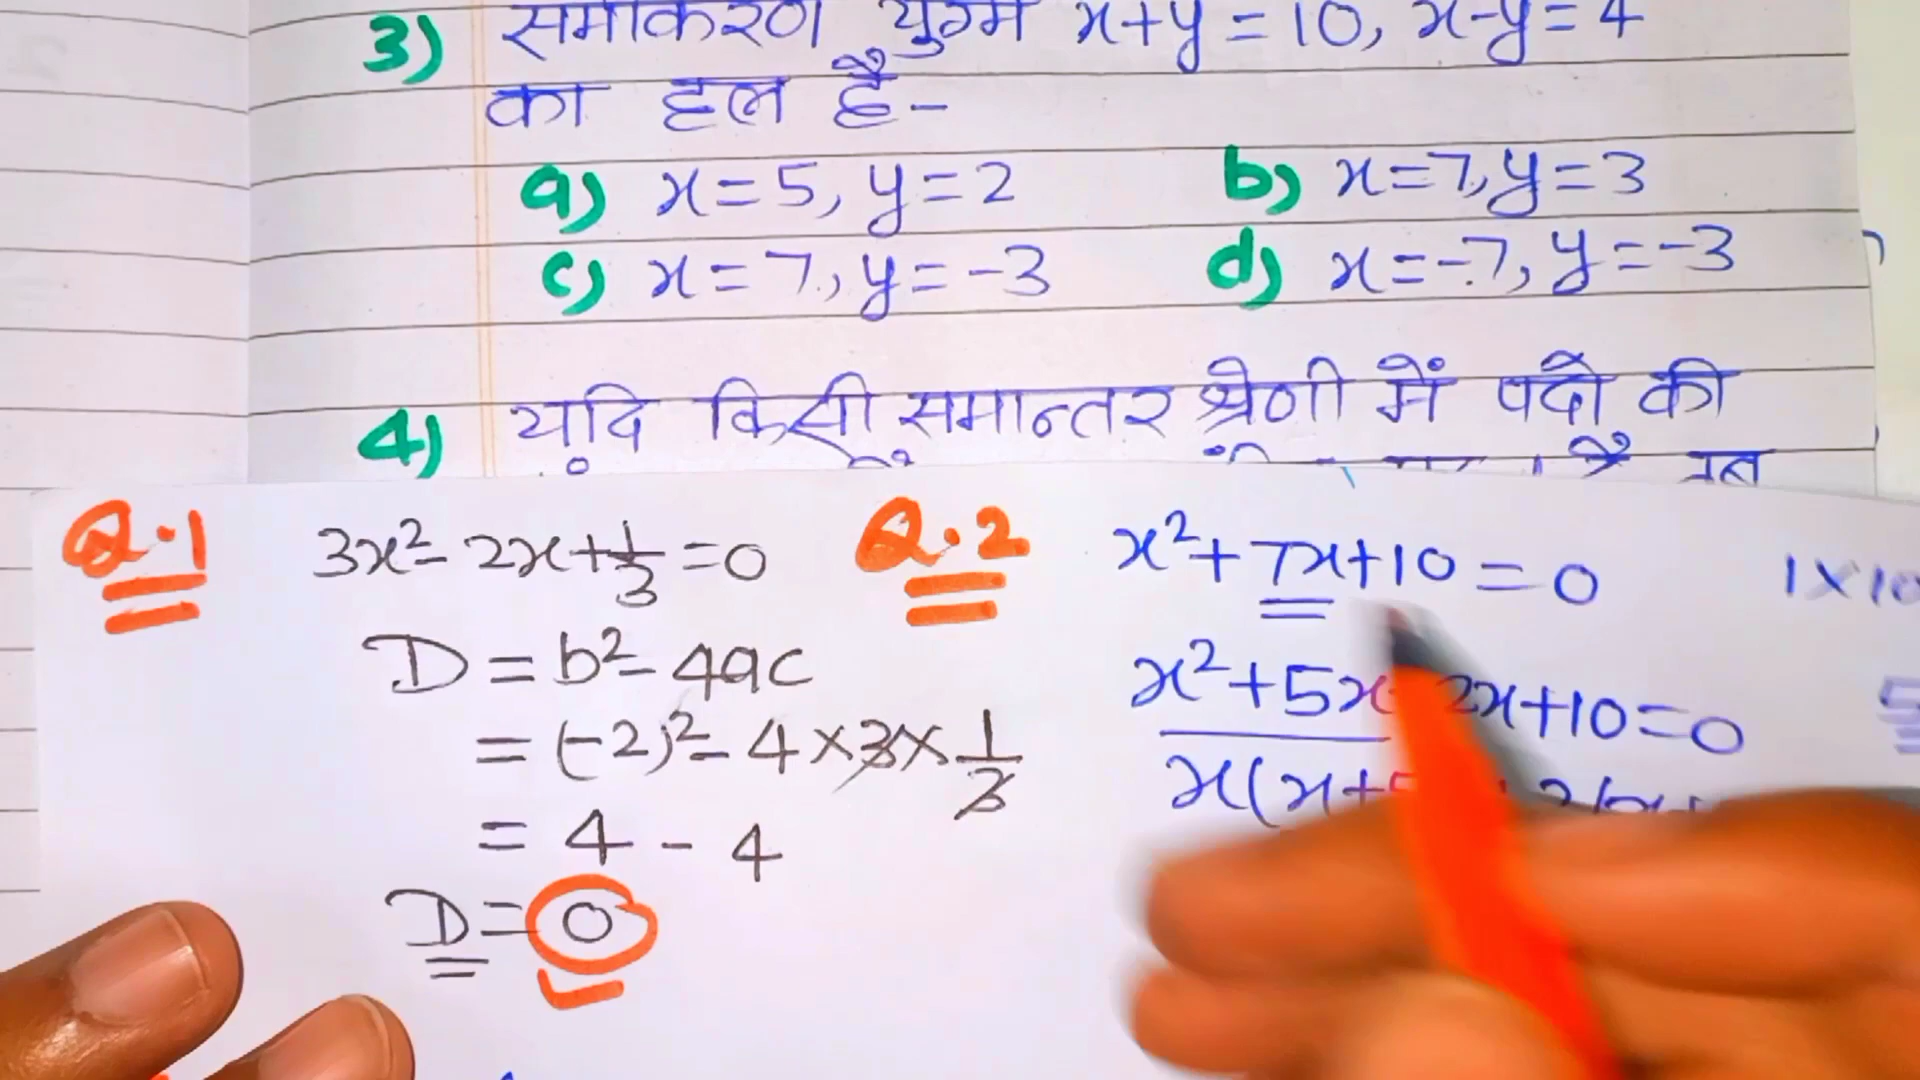 3) समीकरण युग्म x+y=10, x-y=4
का हल है-
a) x=5, y=2 b) x=7, y=3
c) x=7, y=-3 d) x=-7, y=-3
4) यदि किसी समान्तर श्रेणी में पदों की
Q.1 3x²-2x+1/3=0
D=b²-4ac
=(-2)²-4×3×1/3
=4-4
D=0
Q.2 x²+7x+10=0
x²+5x 2x+10=0
x(x+
1×10
5